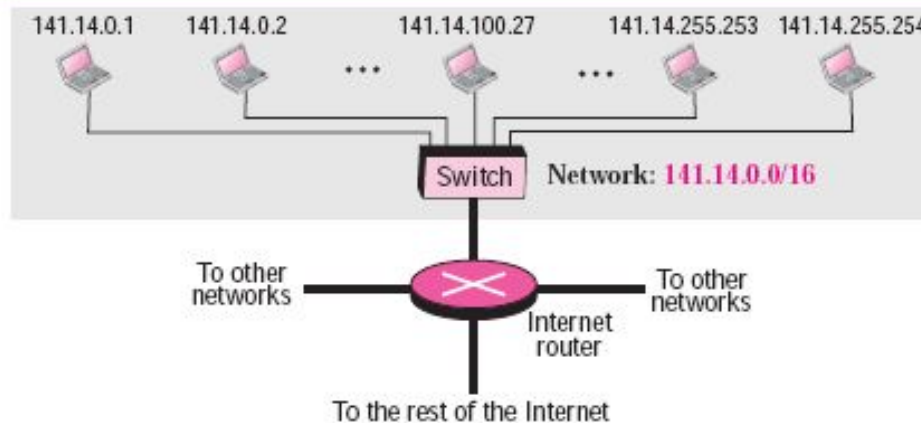 141.14.0.1 141.14.0.2 141.14.100.27 141.14.255.253 141.14.255.254
Switch Network: 141.14.0.0/16
To other
networks
To other
networks
Internet
router
To the rest of the Internet